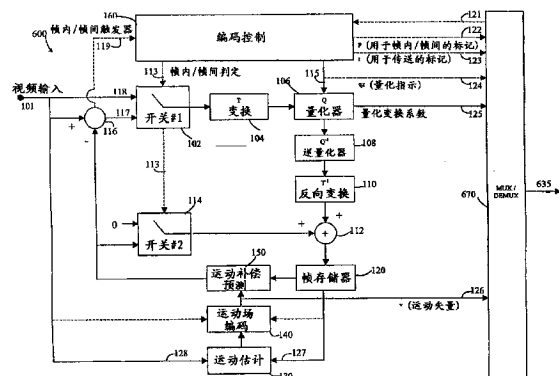 160
编码控制
600
帧内/帧间触发器
119
121
122
P (用于帧内/帧间的标记)
t (用于传送的标记)
123
113
帧内/帧间判定
115
qz (量化指示)
124
视频输入
101
118
117
116
+
-
开关#1
102
T
变换
104
106
Q
量化器
量化变换系数
125
Q⁻¹
逆量化器
108
T⁻¹
反向变换
110
113
114
0
开关#2
+
+
+
112
670
MUX/
DEMUX
635
150
运动补偿
预测
帧存储器
120
126
v (运动矢量)
运动场
编码
140
128
运动估计
127
130